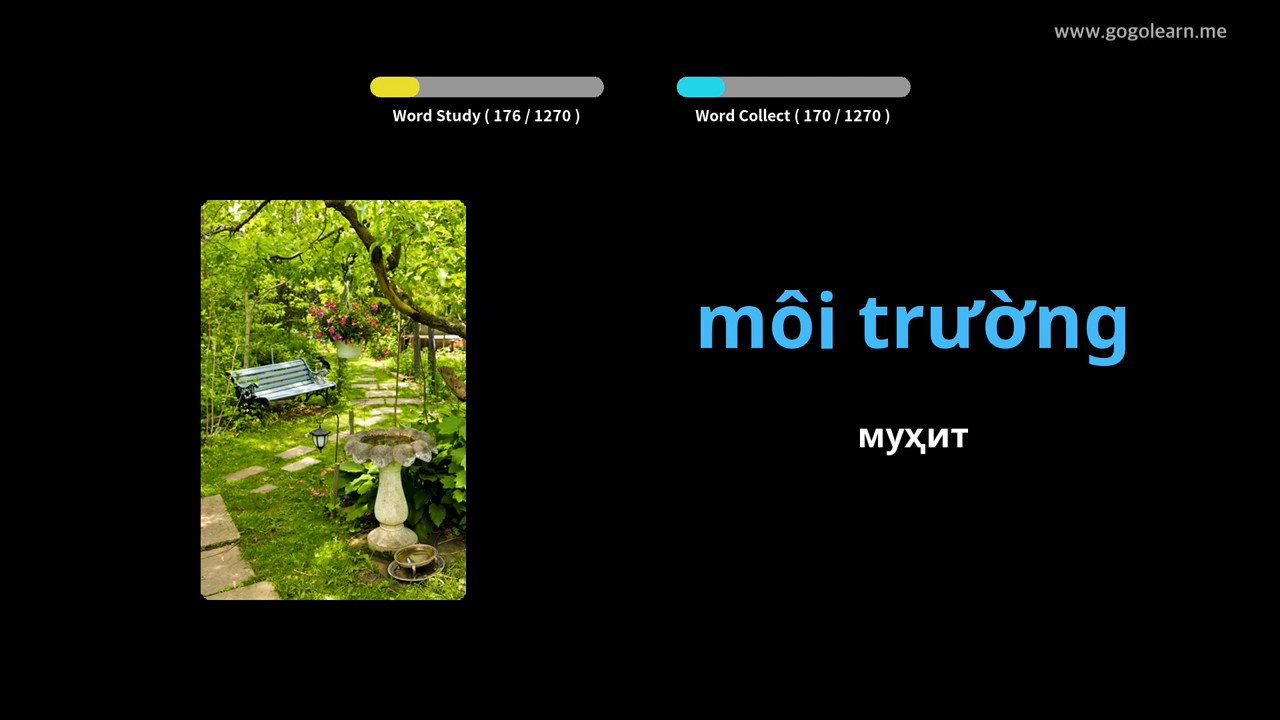 www.gogolearn.me
Word Study ( 176 / 1270 )
Word Collect ( 170 / 1270 )
môi trường
муҳит